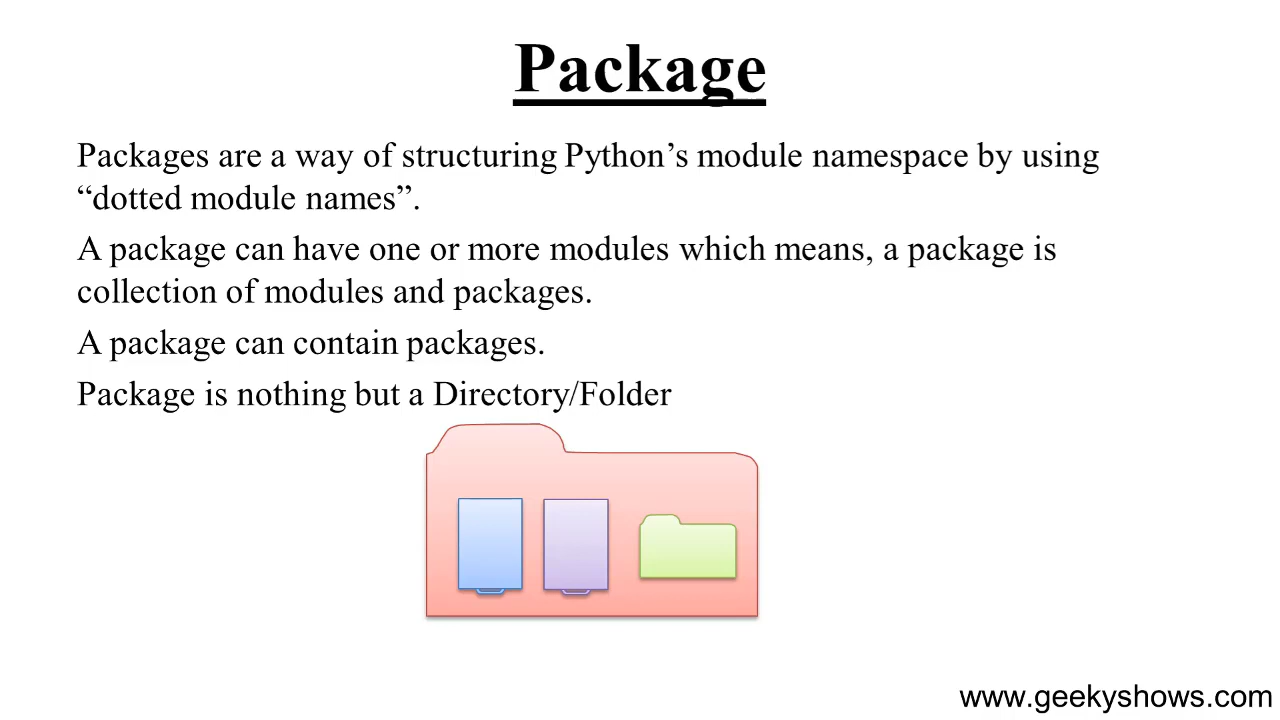 Package
Packages are a way of structuring Python’s module namespace by using
“dotted module names”.
A package can have one or more modules which means, a package is
collection of modules and packages.
A package can contain packages.
Package is nothing but a Directory/Folder
www.geekyshows.com